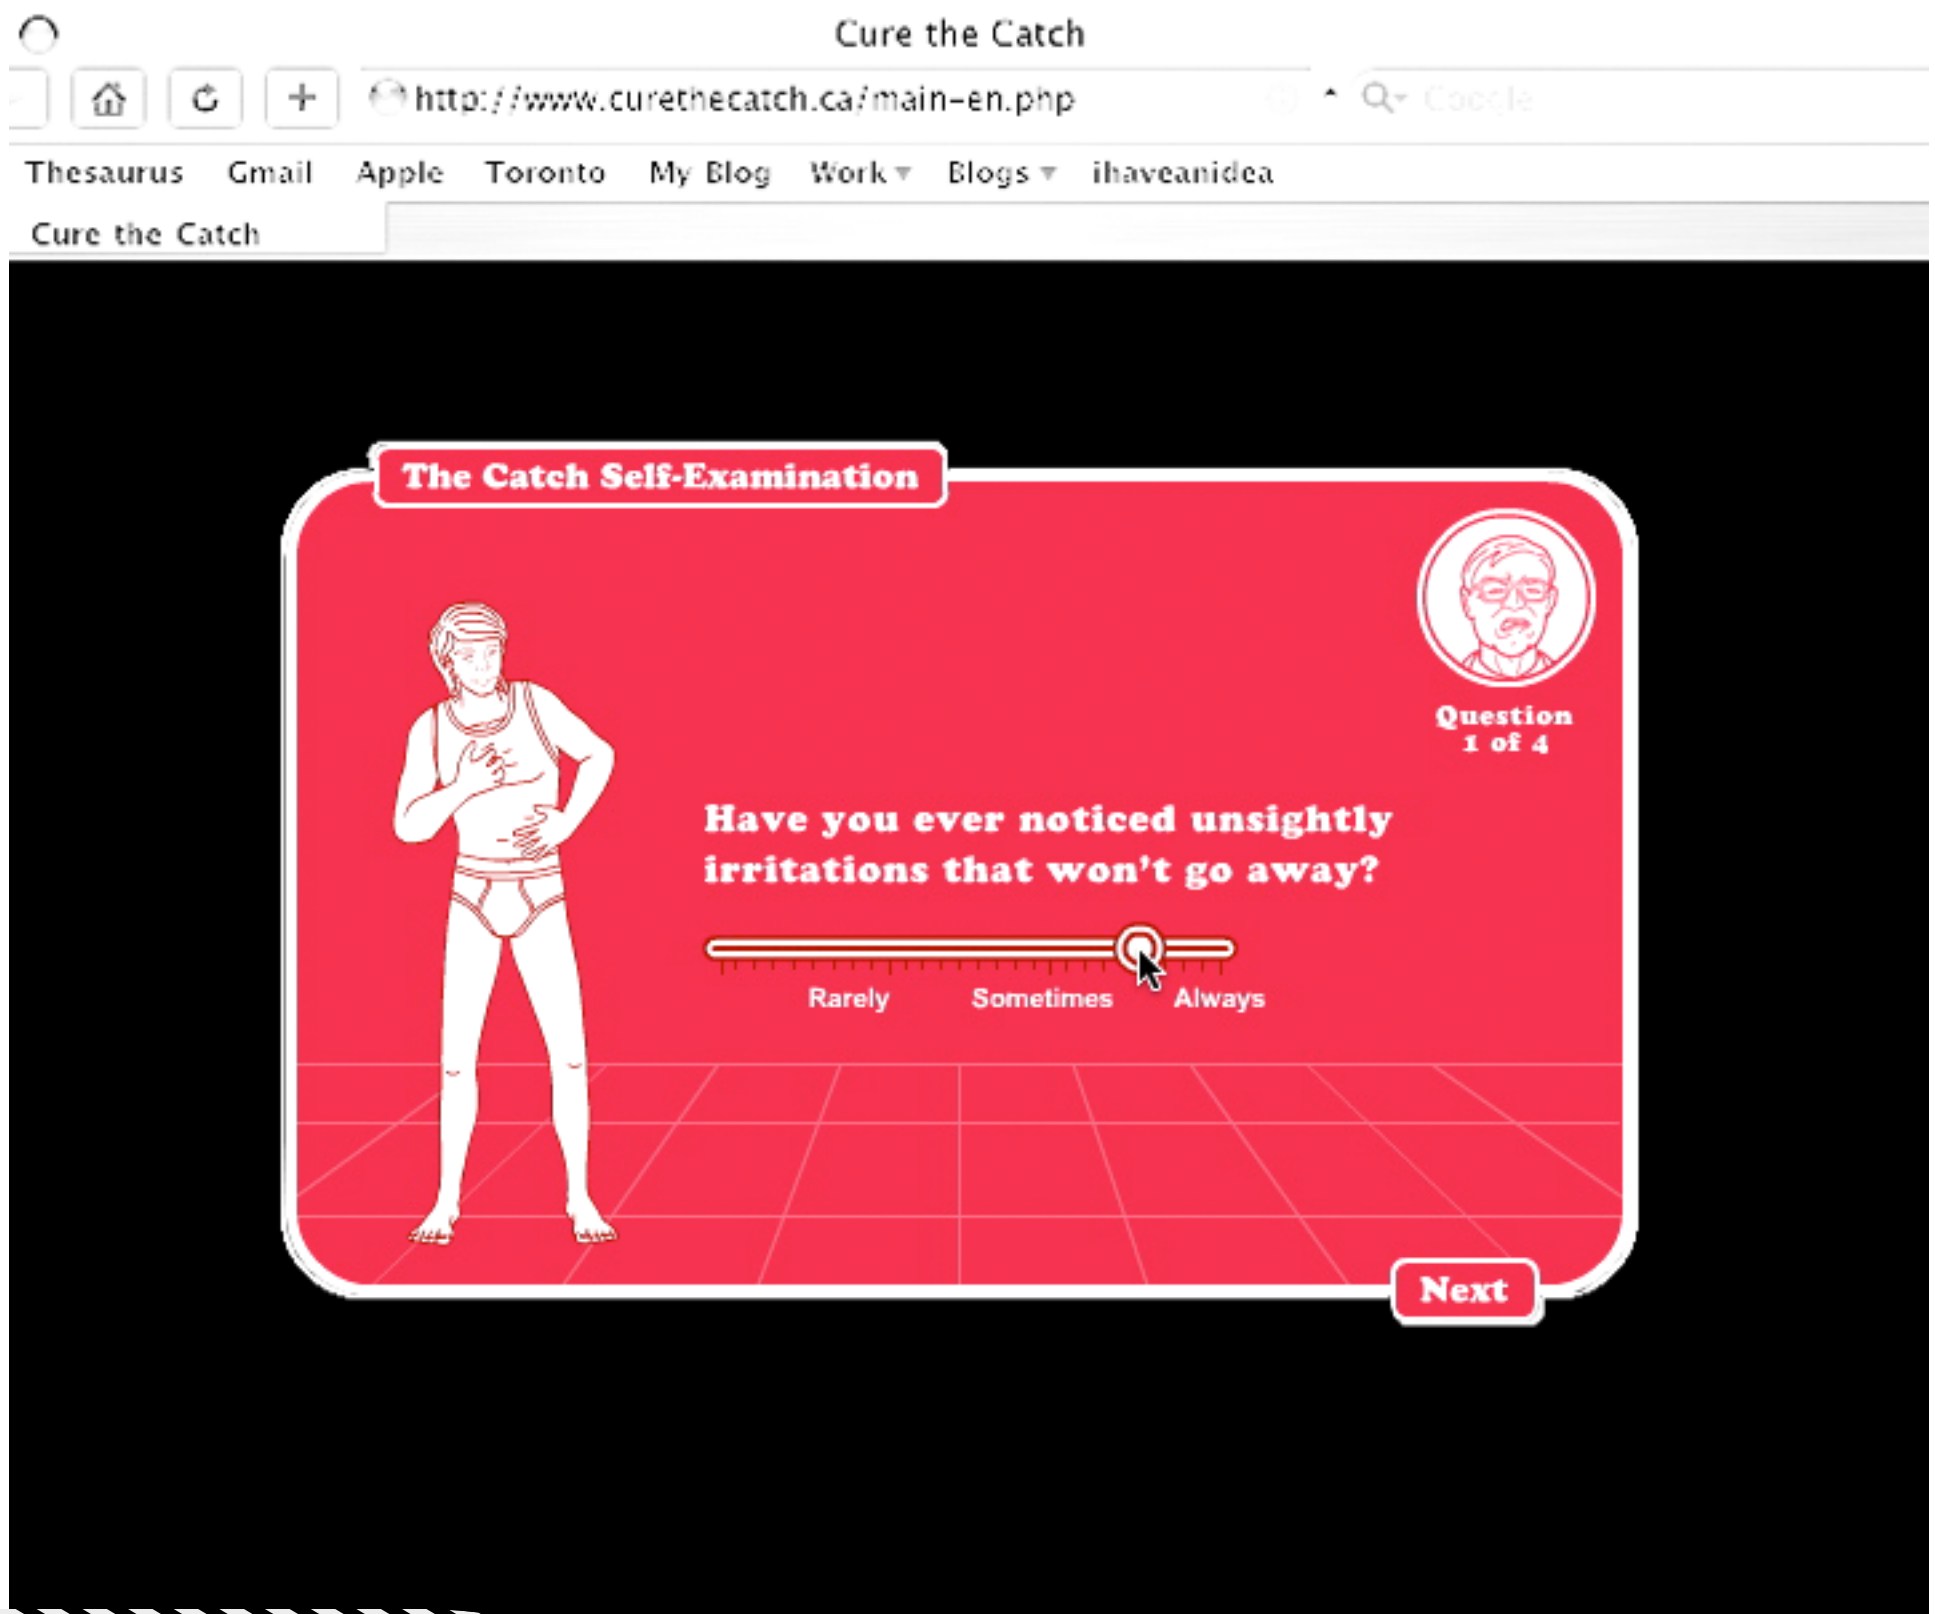 Cure the Catch
http://www.curethecatch.ca/main-en.php
Google
Thesaurus Gmail Apple Toronto My Blog Work Blogs ihaveanidea
Cure the Catch
The Catch Self-Examination
Question
1 of 4
Have you ever noticed unsightly
irritations that won't go away?
Rarely Sometimes Always
Next